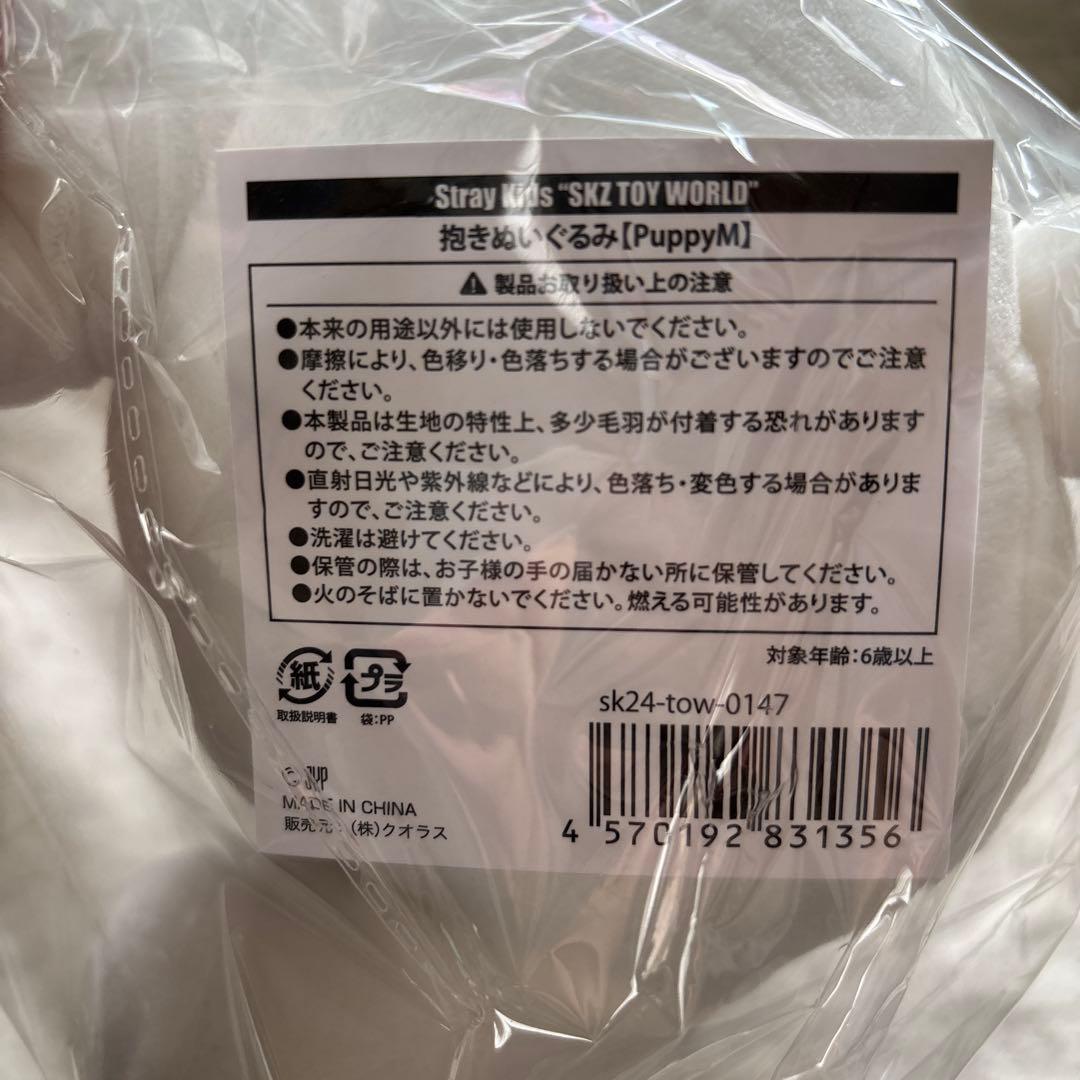 Stray Kids “SKZ TOY WORLD”
抱きぬいぐるみ【PuppyM】
製品お取り扱い上の注意
●本来の用途以外には使用しないでください。
●摩擦により、色移り・色落ちする場合がございますのでご注意
ください。
●本製品は生地の特性上、多少毛羽が付着する恐れがあります
ので、ご注意ください。
●直射日光や紫外線などにより、色落ち・変色する場合がありま
すので、ご注意ください。
●洗濯は避けてください。
●保管の際は、お子様の手の届かない所に保管してください。
●火のそばに置かないでください。燃える可能性があります。
対象年齢：6歳以上
紙 プラ
取扱説明書 袋：PP
sk24-tow-0147
© JYP
MADE IN CHINA
販売元：（株）クオラス
4 570192 831356